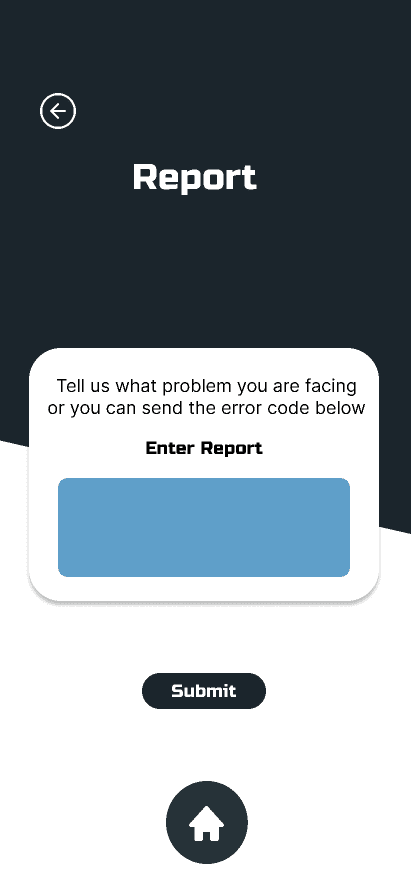 Report
Tell us what problem you are facing
or you can send the error code below
Enter Report
Submit